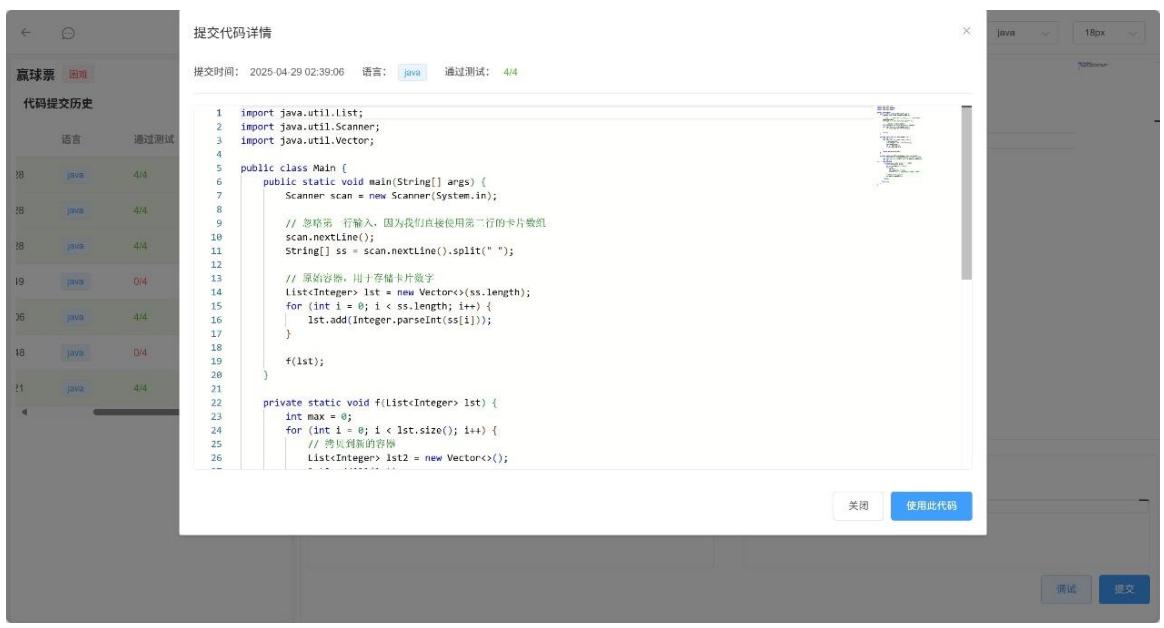 提交代码详情
java
18px
提交时间： 2025-04-29 02:39:06 语言： java 通过测试： 4/4
赢球票 困难
代码提交历史
语言 通过测试
28 java 4/4
28 java 4/4
28 java 4/4
49 java 0/4
06 java 4/4
48 java 0/4
21 java 4/4
1 import java.util.List;
2 import java.util.Scanner;
3 import java.util.Vector;
4
5 public class Main {
6 public static void main(String[] args) {
7 Scanner scan = new Scanner(System.in);
8
9 // 忽略第一行输入，因为我们直接使用第二行的卡片数组
10 scan.nextLine();
11 String[] ss = scan.nextLine().split(" ");
12
13 // 原始容器，用于存储卡片数字
14 List<Integer> lst = new Vector<>(ss.length);
15 for (int i = 0; i < ss.length; i++) {
16 lst.add(Integer.parseInt(ss[i]));
17 }
18
19 f(lst);
20 }
21
22 private static void f(List<Integer> lst) {
23 int max = 0;
24 for (int i = 0; i < lst.size(); i++) {
25 // 拷贝到新的容器
26 List<Integer> lst2 = new Vector<>();
关闭 使用此代码
调试 提交